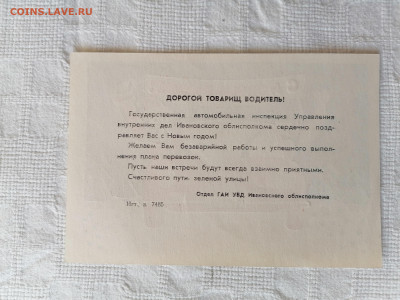 COINS.LAVE.RU
ДОРОГОЙ ТОВАРИЩ ВОДИТЕЛЬ!
Государственная автомобильная инспекция Управления
внутренних дел Ивановского облисполкома сердечно позд-
равляет Вас с Новым годом!
Желаем Вам безаварийной работы и успешного выпол-
нения плана перевозок.
Пусть наши встречи будут всегда взаимно приятными.
Счастливого пути, зеленой улицы!
Отдел ГАИ УВД Ивановского облисполкома